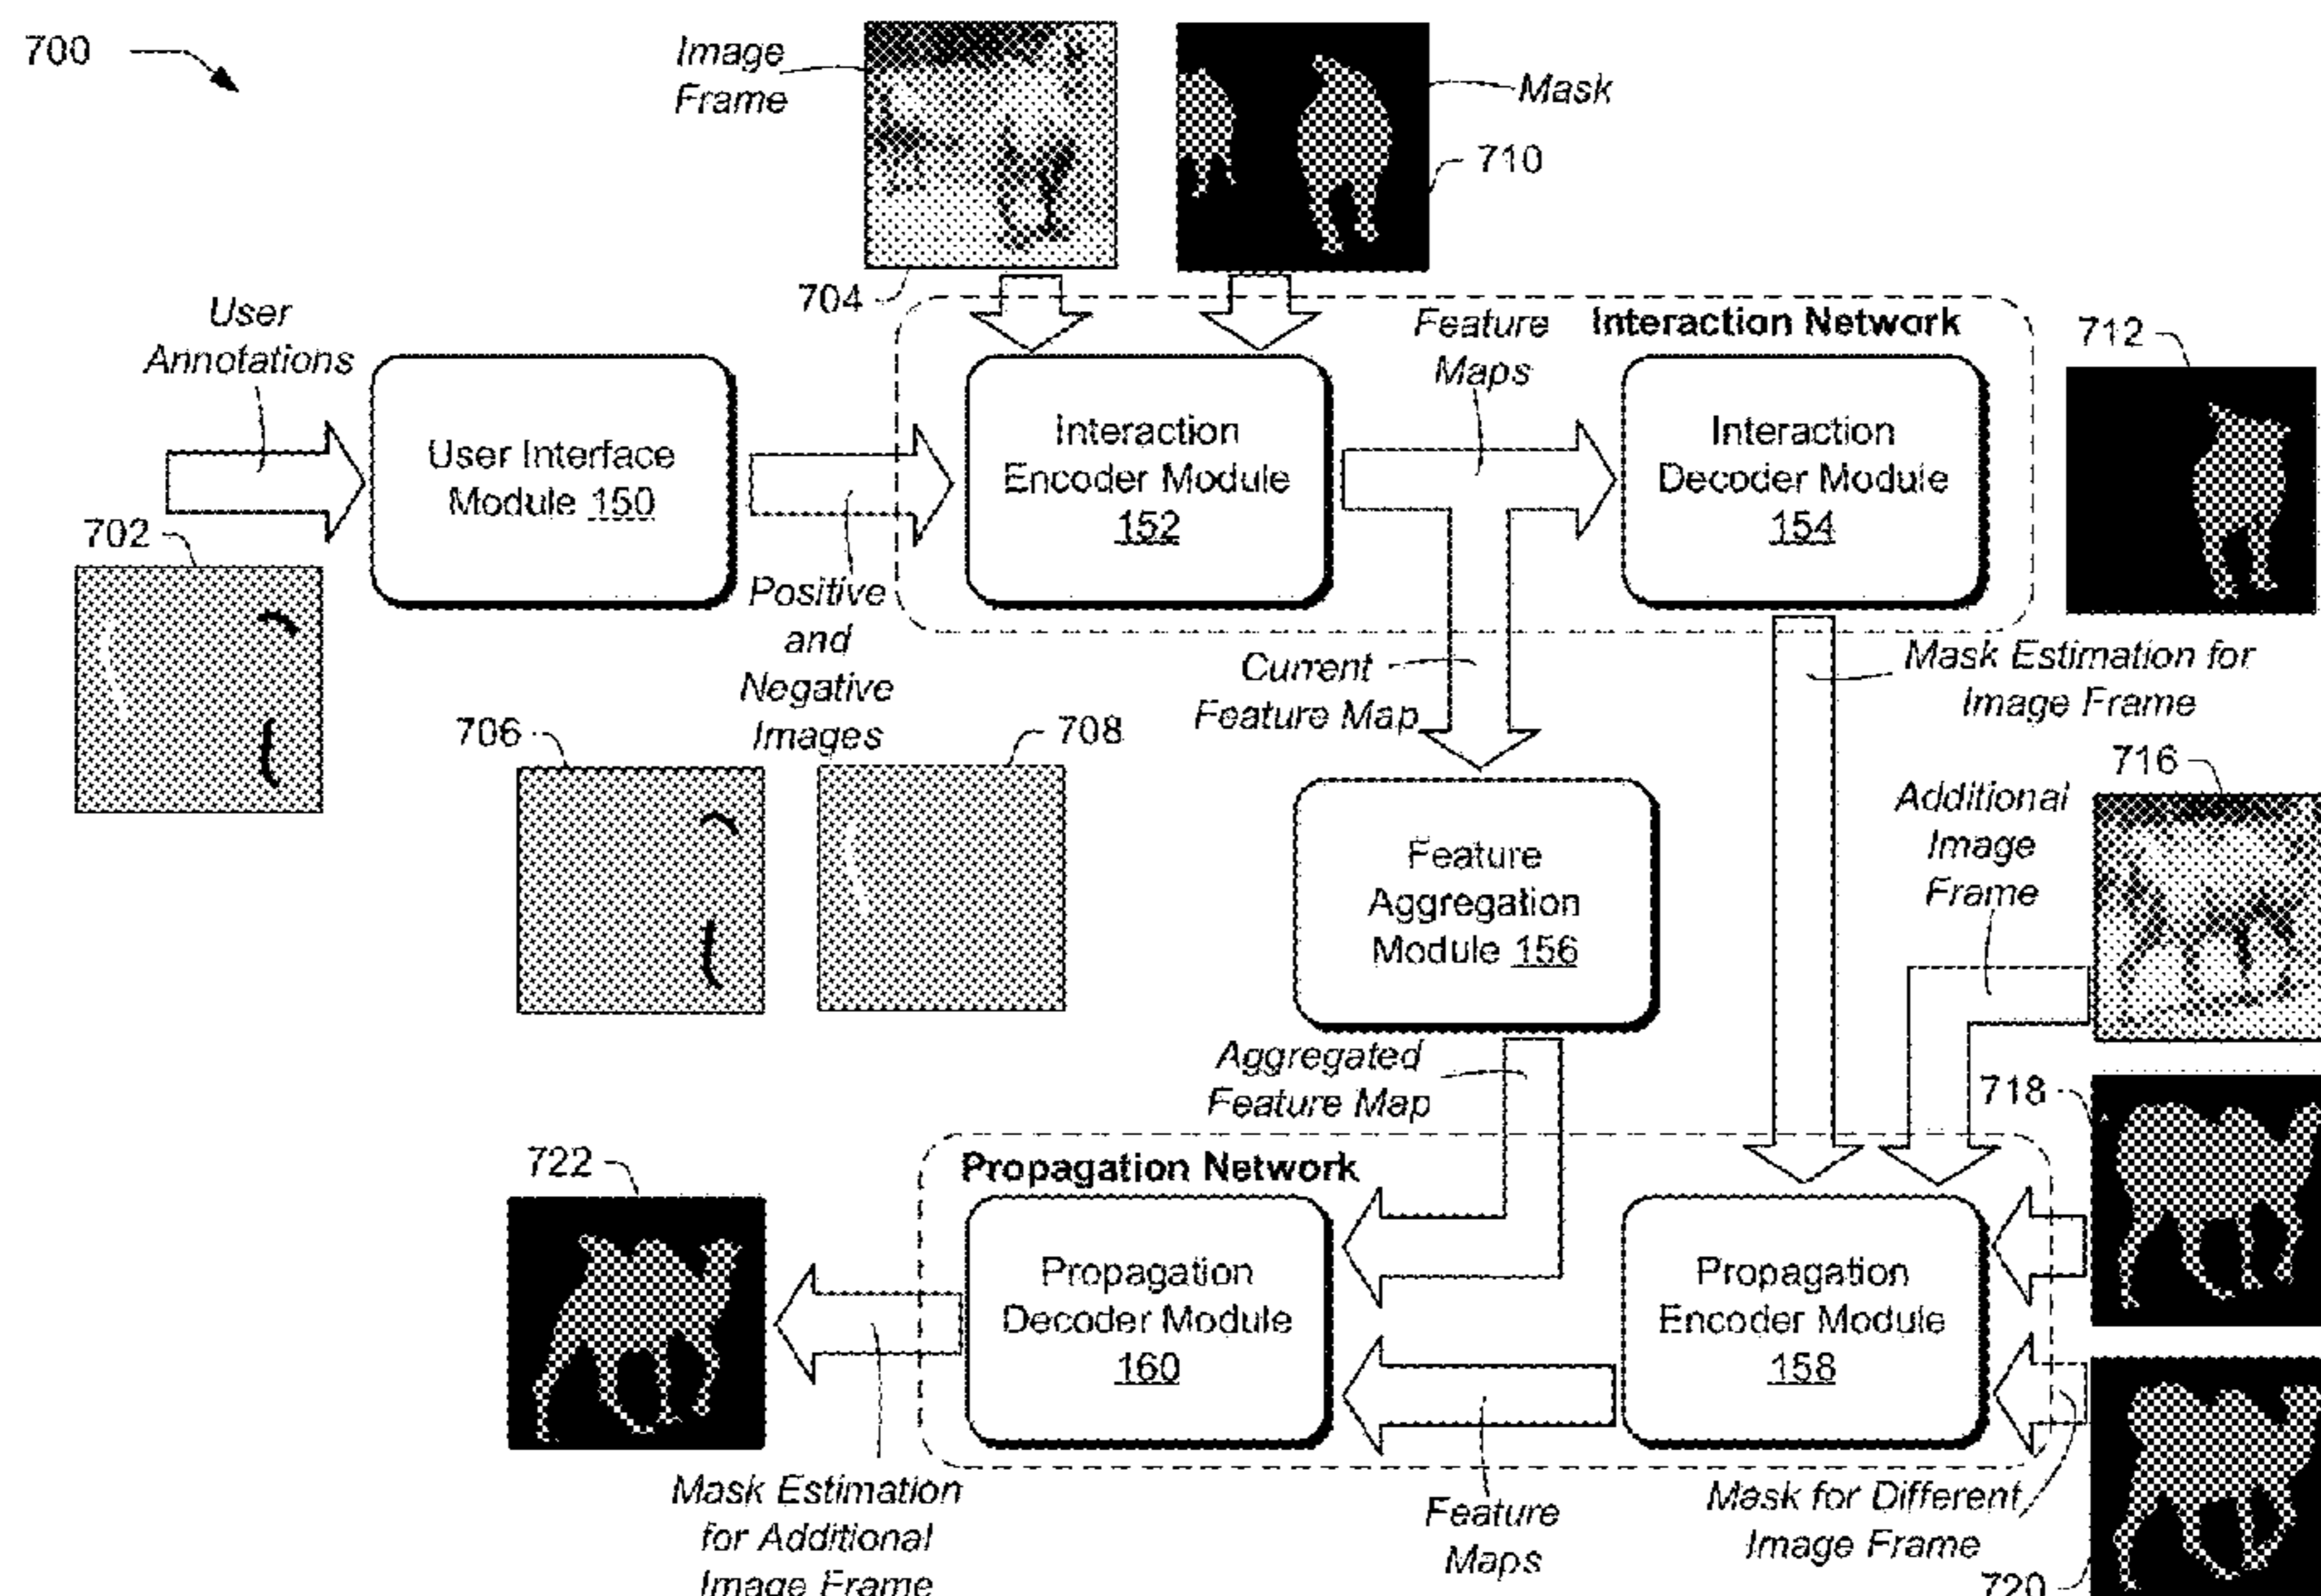 700
Image
Frame
Mask
710
704
User
Annotations
Feature
Maps
Interaction Network
712
User Interface
Module 150
Interaction
Encoder Module
152
Interaction
Decoder Module
154
702
Positive
and
Negative
Images
Current
Feature Map
Mask Estimation for
Image Frame
706
708
716
Additional
Image
Frame
Feature
Aggregation
Module 156
Aggregated
Feature Map
718
722
Propagation Network
Propagation
Decoder Module
160
Propagation
Encoder Module
158
Mask Estimation
for Additional
Image Frame
Feature
Maps
Mask for Different
Image Frame
720